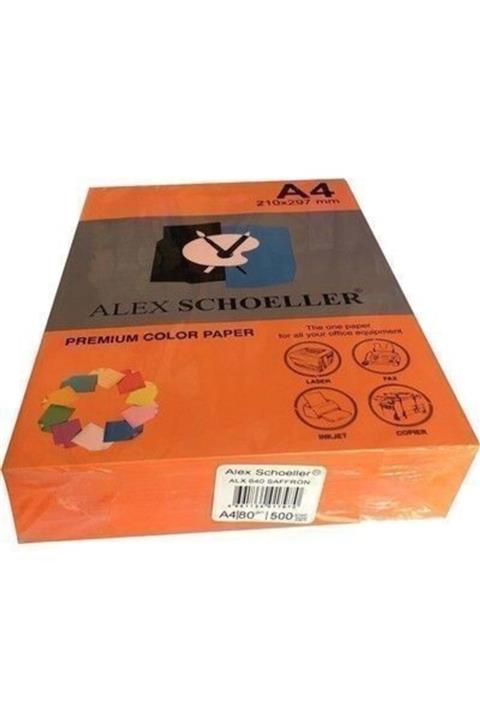 A4
210x297 mm
ALEX SCHOELLER®
PREMIUM COLOR PAPER
The one paper
for all your office equipment
LASER
FAX
INKJET
COPIER
Alex Schoeller®
ALX 640 SAFFRON
A4|80 |500